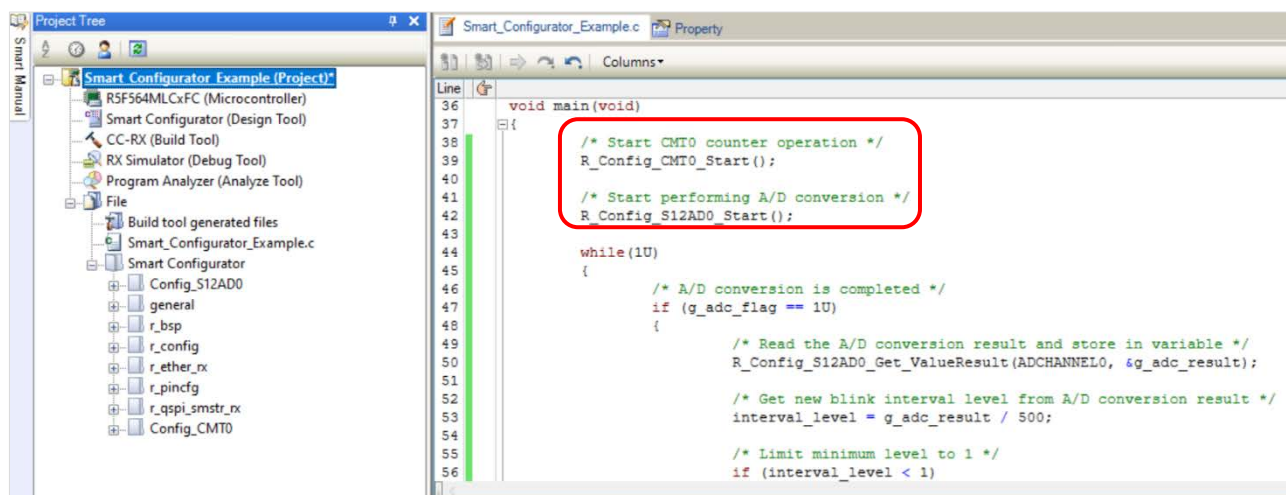 Smart Manual
Project Tree
Smart_Configurator_Example (Project)*
R5F564MLCxFC (Microcontroller)
Smart Configurator (Design Tool)
CC-RX (Build Tool)
RX Simulator (Debug Tool)
Program Analyzer (Analyze Tool)
File
Build tool generated files
Smart_Configurator_Example.c
Smart Configurator
Config_S12AD0
general
r_bsp
r_config
r_ether_rx
r_pincfg
r_qspi_smstr_rx
Config_CMT0
Smart_Configurator_Example.c Property
Columns
Line
36 void main(void)
37 {
38 /* Start CMT0 counter operation */
39 R_Config_CMT0_Start();
40
41 /* Start performing A/D conversion */
42 R_Config_S12AD0_Start();
43
44 while(1U)
45 {
46 /* A/D conversion is completed */
47 if (g_adc_flag == 1U)
48 {
49 /* Read the A/D conversion result and store in variable */
50 R_Config_S12AD0_Get_ValueResult(ADCHANNEL0, &g_adc_result);
51
52 /* Get new blink interval level from A/D conversion result */
53 interval_level = g_adc_result / 500;
54
55 /* Limit minimum level to 1 */
56 if (interval_level < 1)